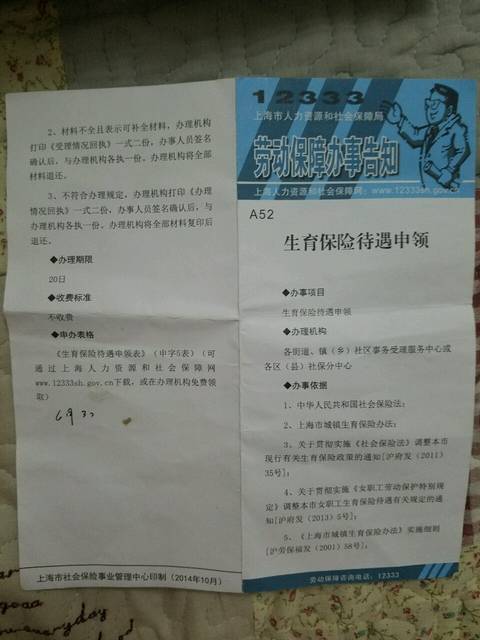 2、材料不全且表示可补全材料，办理机构
打印《受理情况回执》一式二份，办事人员签名
确认后，与办理机构各执一份，办理机构将全部
材料退还。
3、不符合办理规定，办理机构打印《办理
情况回执》一式二份，办事人员签名确认后，与
办理机构各执一份，办理机构将全部材料复印后
退还。
◆办理期限
20日
◆收费标准
不收费
◆申办表格
《生育保险待遇申领表》（申字5表）（可
通过上海人力资源和社会保障网
www.12333sh.gov.cn下载，或在办理机构免费领
取）
上海市社会保险事业管理中心印制（2014年10月）
12333
上海市人力资源和社会保障局
劳动保障办事告知
上海人力资源和社会保障网：www.12333sh.gov.cn
A52
生育保险待遇申领
◆办事项目
生育保险待遇申领
◆办理机构
各街道、镇（乡）社区事务受理服务中心或
各区（县）社保分中心
◆办事依据
1、中华人民共和国社会保险法；
2、上海市城镇生育保险办法；
3、关于贯彻实施《社会保险法》调整本市
现行有关生育保险政策的通知[沪府发（2011）
35号]；
4、关于贯彻实施《女职工劳动保护特别规
定》调整本市女职工生育保险待遇有关规定的通
知[沪府发（2013）5号]；
5、《上海市城镇生育保险办法》实施细则
[沪劳保福发（2001）58号]；
劳动保障咨询电话：12333
everyday